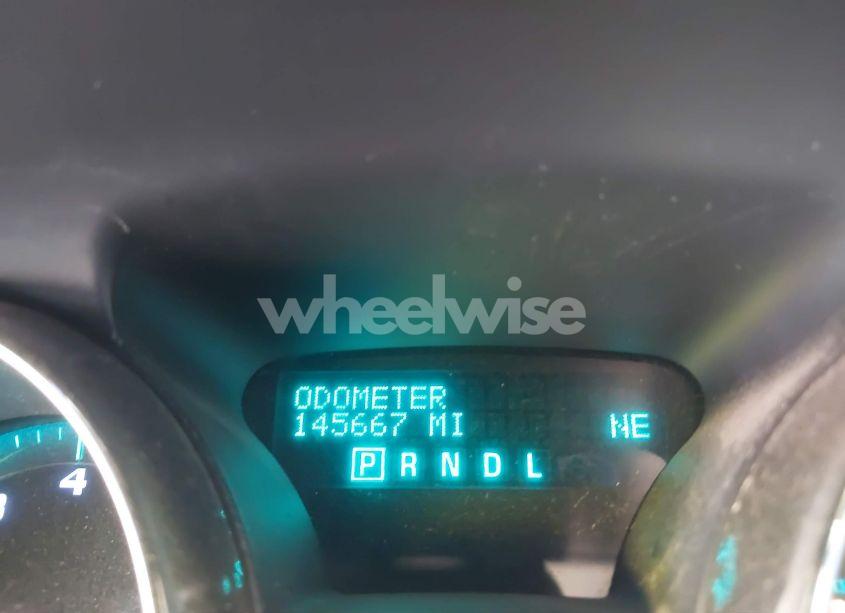 wheelwise
ODOMETER
145667 MI NE
P R N D L
4